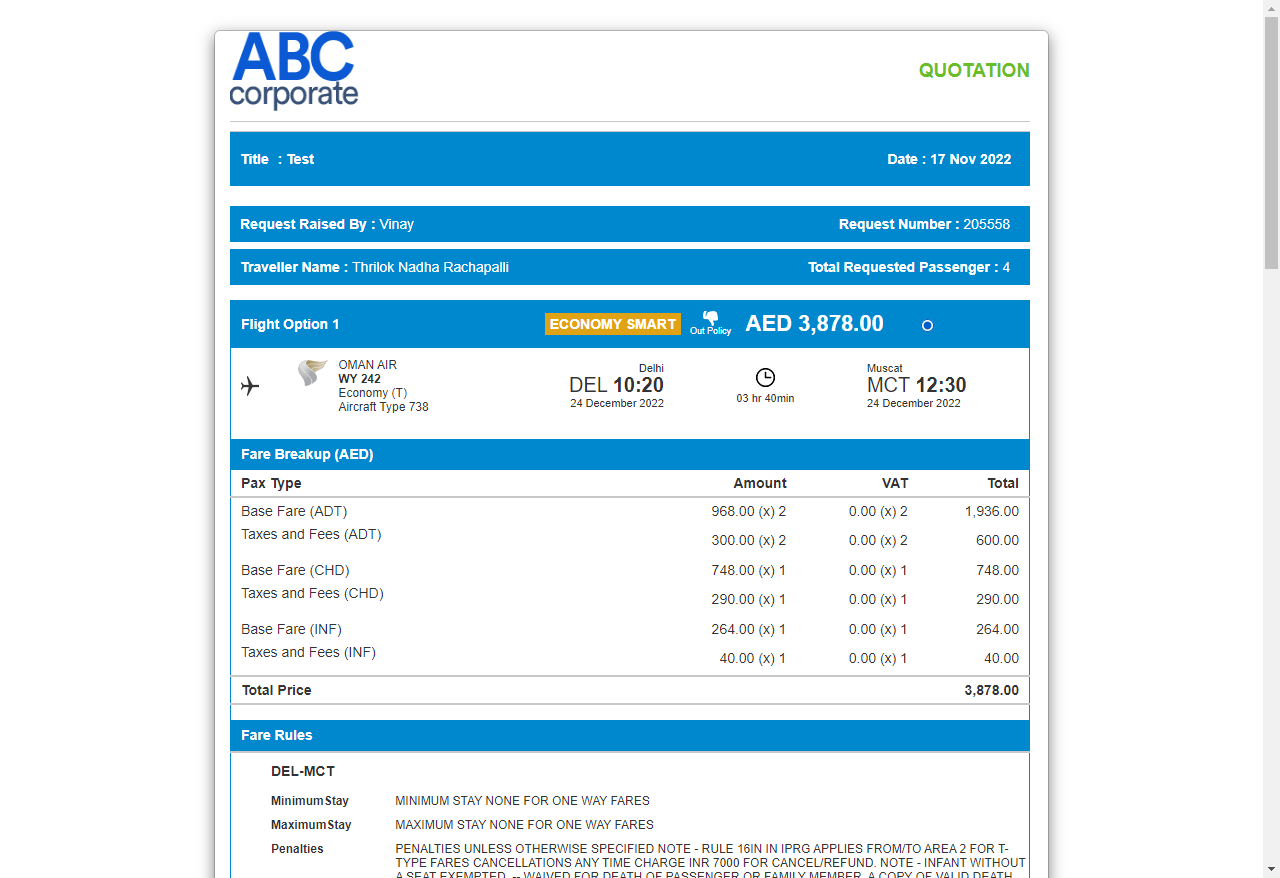 ABC
corporate
QUOTATION
Title : Test Date : 17 Nov 2022
Request Raised By : Vinay Request Number : 205558
Traveller Name : Thrilok Nadha Rachapalli Total Requested Passenger : 4
Flight Option 1 ECONOMY SMART Out Policy AED 3,878.00
OMAN AIR
WY 242
Economy (T)
Aircraft Type 738
Delhi
DEL 10:20
24 December 2022
03 hr 40min
Muscat
MCT 12:30
24 December 2022
Fare Breakup (AED)
Pax Type Amount VAT Total
Base Fare (ADT) 968.00 (x) 2 0.00 (x) 2 1,936.00
Taxes and Fees (ADT) 300.00 (x) 2 0.00 (x) 2 600.00
Base Fare (CHD) 748.00 (x) 1 0.00 (x) 1 748.00
Taxes and Fees (CHD) 290.00 (x) 1 0.00 (x) 1 290.00
Base Fare (INF) 264.00 (x) 1 0.00 (x) 1 264.00
Taxes and Fees (INF) 40.00 (x) 1 0.00 (x) 1 40.00
Total Price 3,878.00
Fare Rules
DEL-MCT
MinimumStay MINIMUM STAY NONE FOR ONE WAY FARES
MaximumStay MAXIMUM STAY NONE FOR ONE WAY FARES
Penalties PENALTIES UNLESS OTHERWISE SPECIFIED NOTE - RULE 16IN IN IPRG APPLIES FROM/TO AREA 2 FOR T-
TYPE FARES CANCELLATIONS ANY TIME CHARGE INR 7000 FOR CANCEL/REFUND. NOTE - INFANT WITHOUT
A SEAT EXEMPTED. -- WAIVED FOR DEATH OF PASSENGER OR FAMILY MEMBER. A COPY OF VALID DEATH